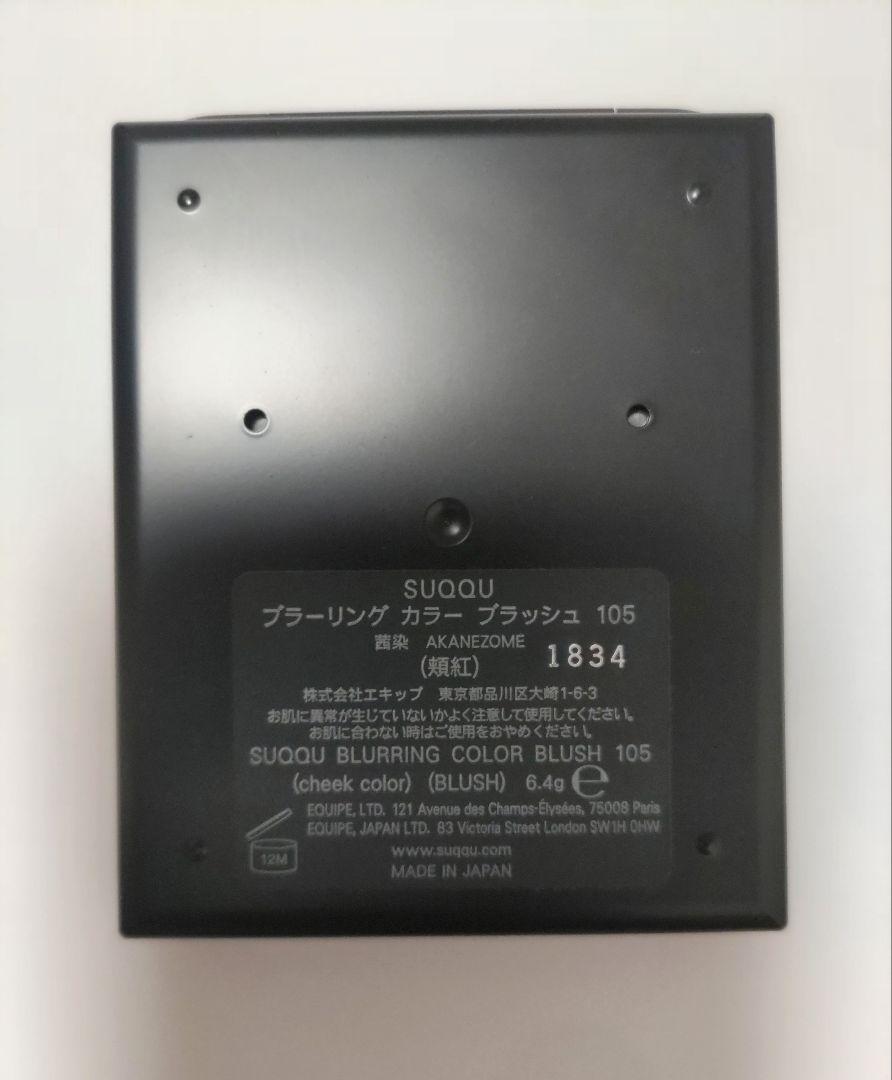 SUQQU
ブラーリング カラー ブラッシュ 105
茜染 AKANEZOME
(頬紅)
1834
株式会社エキップ 東京都品川区大崎1-6-3
お肌に異常が生じていないかよく注意して使用してください。
お肌に合わない時はご使用をおやめください。
SUQQU BLURRING COLOR BLUSH 105
(cheek color) (BLUSH) 6.4g ℮
EQUIPE, LTD. 121 Avenue des Champs-Élysées, 75008 Paris
EQUIPE, JAPAN LTD. 83 Victoria Street London SW1H 0HW
12M
www.suqqu.com
MADE IN JAPAN